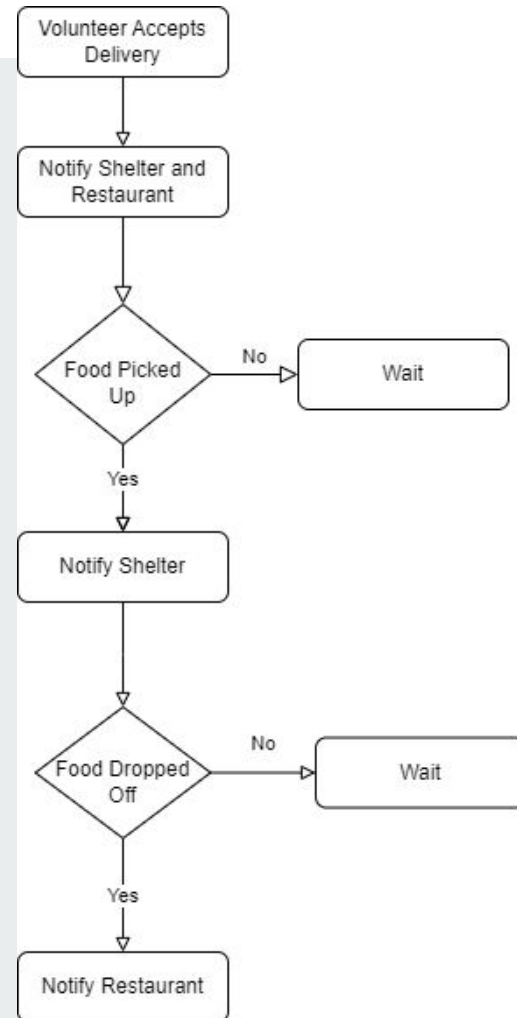 Volunteer Accepts
Delivery
Notify Shelter and
Restaurant
Food Picked
Up
No
Wait
Yes
Notify Shelter
Food Dropped
Off
No
Wait
Yes
Notify Restaurant